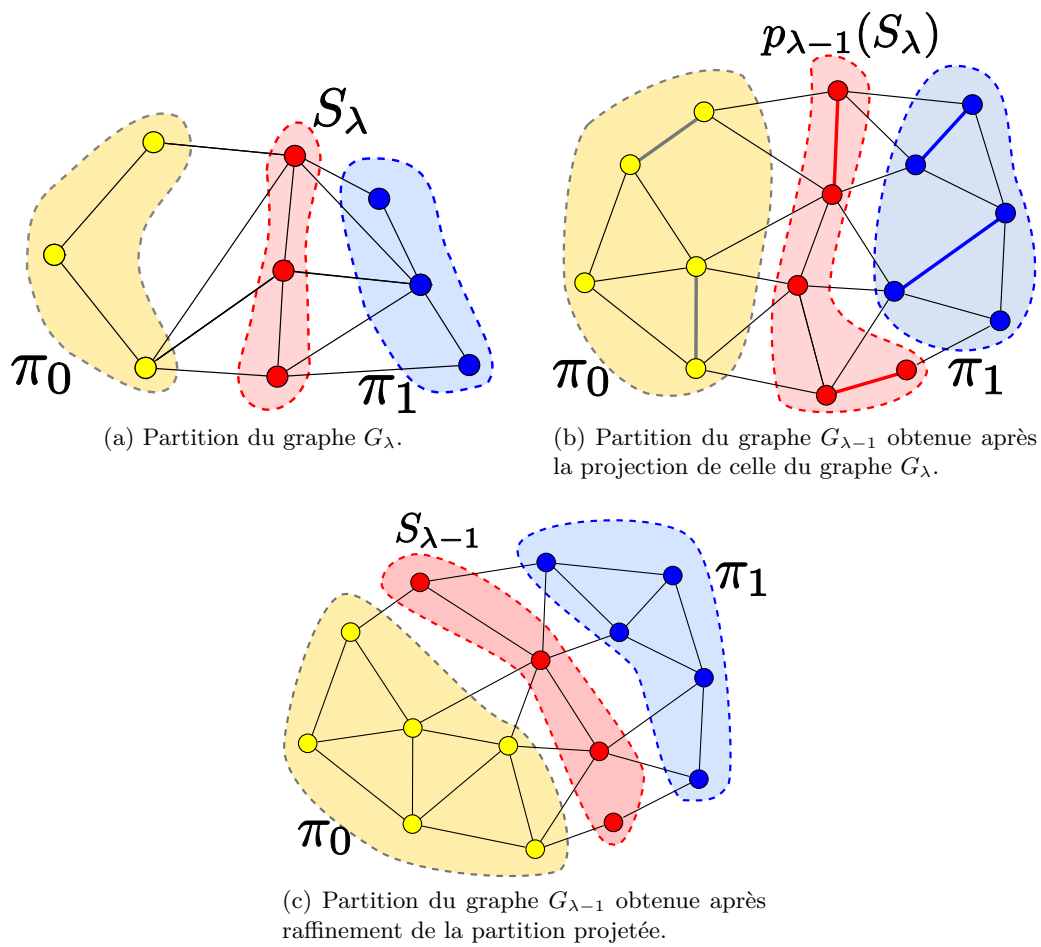 p_{λ−1}(S_λ)
S_λ
π_0
π_1
π_0
π_1
(a) Partition du graphe G_λ.
(b) Partition du graphe G_{λ−1} obtenue après
la projection de celle du graphe G_λ.
S_{λ−1}
π_1
π_0
(c) Partition du graphe G_{λ−1} obtenue après
raffinement de la partition projetée.